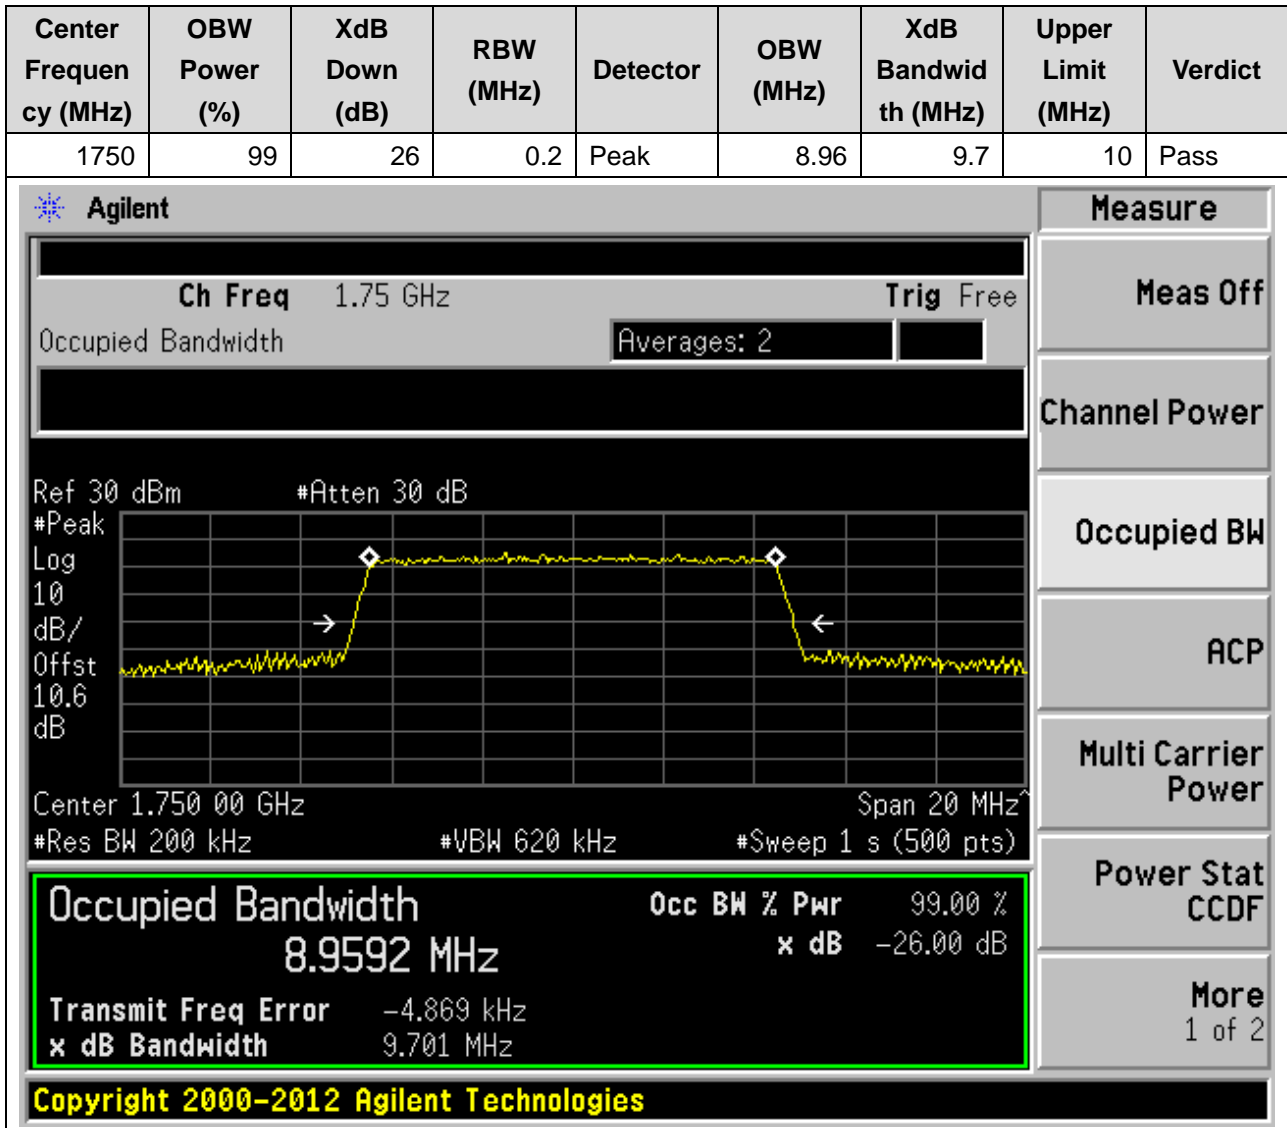 Center Frequen cy (MHz) | OBW Power (%) | XdB Down (dB) | RBW (MHz) | Detector | OBW (MHz) | XdB Bandwid th (MHz) | Upper Limit (MHz) | Verdict
1750 | 99 | 26 | 0.2 | Peak | 8.96 | 9.7 | 10 | Pass
Agilent
Measure
Ch Freq 1.75 GHz Trig Free
Occupied Bandwidth Averages: 2
Meas Off
Channel Power
Occupied BW
ACP
Multi Carrier
Power
Power Stat
CCDF
More
1 of 2
Ref 30 dBm #Atten 30 dB
#Peak
Log
10
dB/
Offst
10.6
dB
Center 1.750 00 GHz Span 20 MHz^
#Res BW 200 kHz #VBW 620 kHz #Sweep 1 s (500 pts)
Occupied Bandwidth Occ BW % Pwr 99.00 %
8.9592 MHz x dB -26.00 dB
Transmit Freq Error -4.869 kHz
x dB Bandwidth 9.701 MHz
Copyright 2000-2012 Agilent Technologies